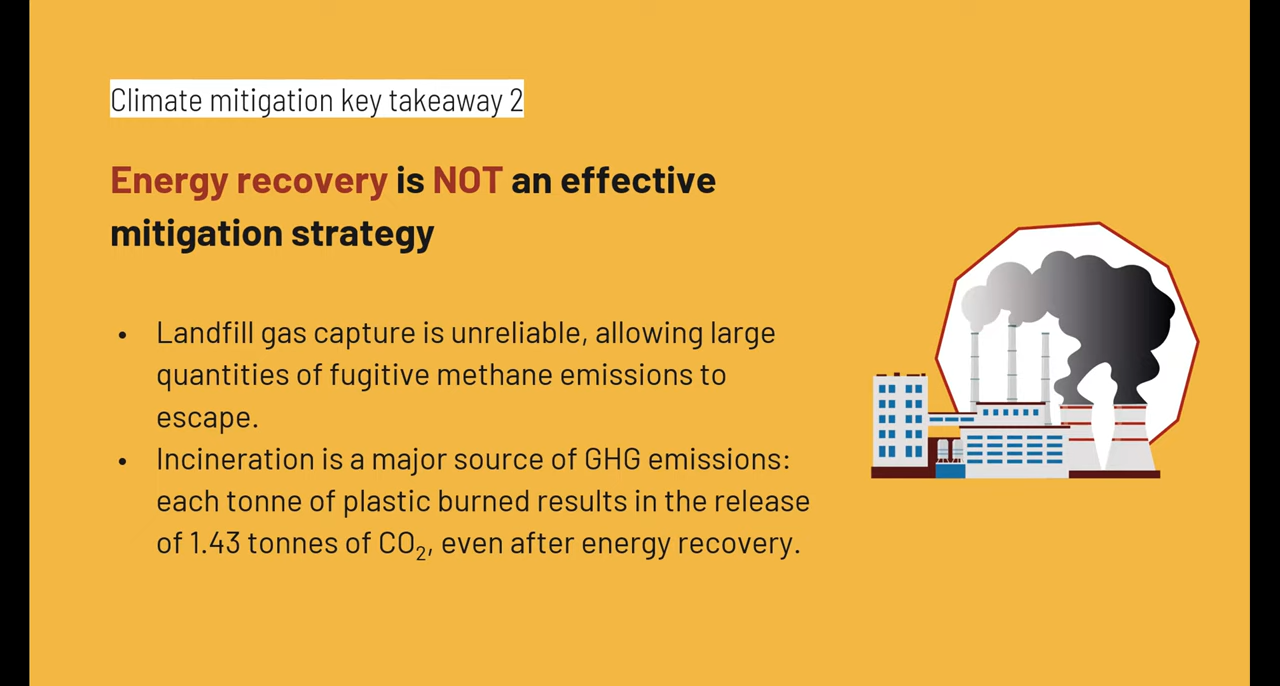 Climate mitigation key takeaway 2
Energy recovery is NOT an effective
mitigation strategy
• Landfill gas capture is unreliable, allowing large
quantities of fugitive methane emissions to
escape.
• Incineration is a major source of GHG emissions:
each tonne of plastic burned results in the release
of 1.43 tonnes of CO₂, even after energy recovery.